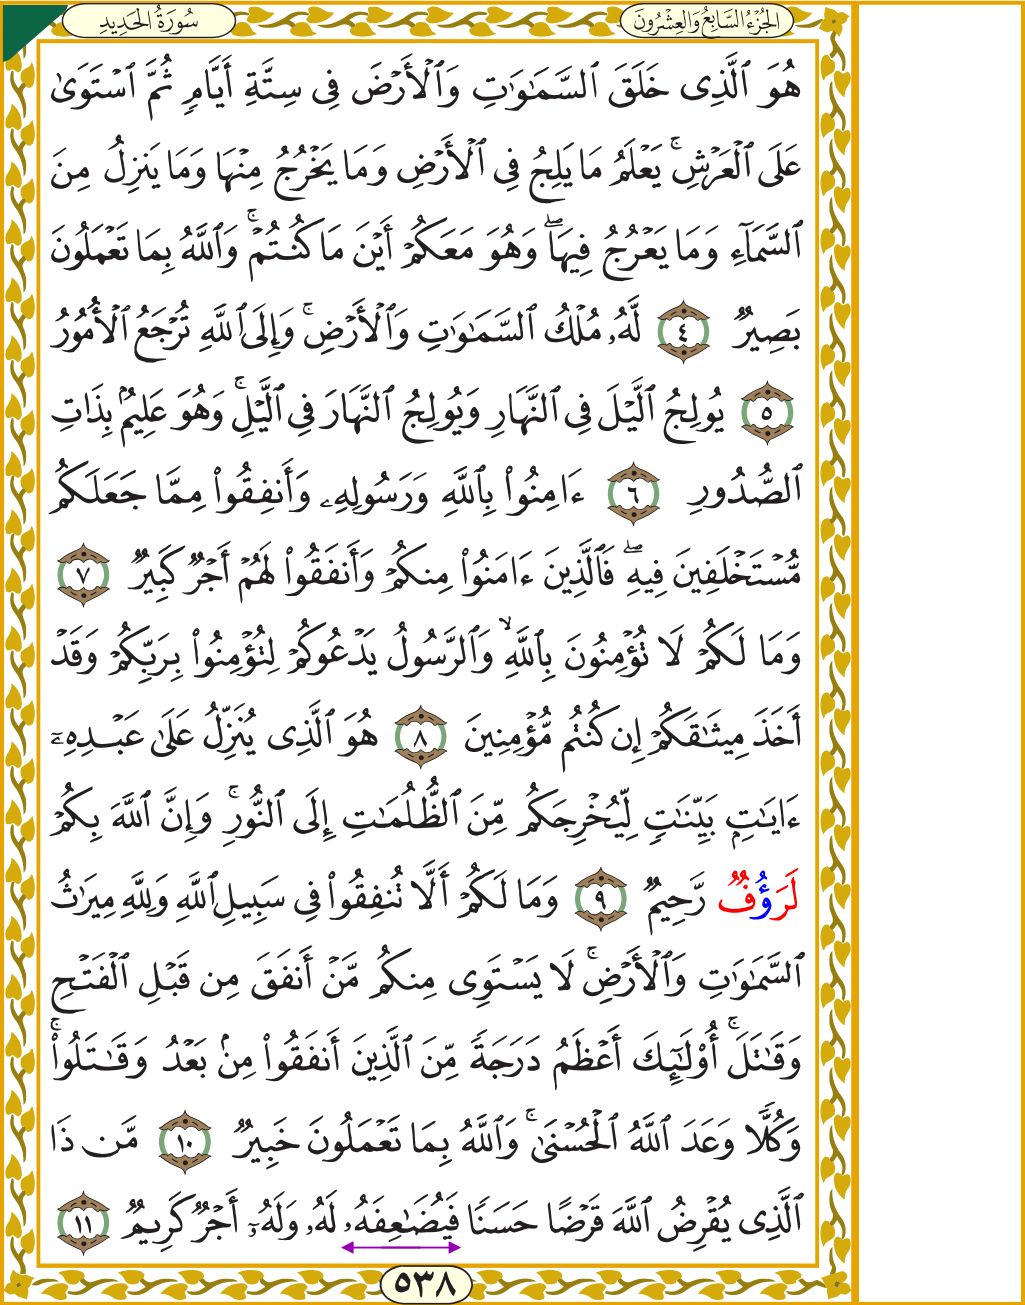 الجُزْءُ السَّابِعُ وَالعِشْرُونَ
سُورَةُ الحَدِيدِ
هُوَ ٱلَّذِى خَلَقَ ٱلسَّمَٰوَٰتِ وَٱلْأَرْضَ فِى سِتَّةِ أَيَّامٍ ثُمَّ ٱسْتَوَىٰ
عَلَى ٱلْعَرْشِۚ يَعْلَمُ مَا يَلِجُ فِى ٱلْأَرْضِ وَمَا يَخْرُجُ مِنْهَا وَمَا يَنزِلُ مِنَ
ٱلسَّمَآءِ وَمَا يَعْرُجُ فِيهَاۖ وَهُوَ مَعَكُمْ أَيْنَ مَا كُنتُمْۚ وَٱللَّهُ بِمَا تَعْمَلُونَ
بَصِيرٌ ٤ لَّهُۥ مُلْكُ ٱلسَّمَٰوَٰتِ وَٱلْأَرْضِۚ وَإِلَى ٱللَّهِ تُرْجَعُ ٱلْأُمُورُ
٥ يُولِجُ ٱلَّيْلَ فِى ٱلنَّهَارِ وَيُولِجُ ٱلنَّهَارَ فِى ٱلَّيْلِۚ وَهُوَ عَلِيمٌۢ بِذَاتِ
ٱلصُّدُورِ ٦ ءَامِنُوا۟ بِٱللَّهِ وَرَسُولِهِۦ وَأَنفِقُوا۟ مِمَّا جَعَلَكُم
مُّسْتَخْلَفِينَ فِيهِۖ فَٱلَّذِينَ ءَامَنُوا۟ مِنكُمْ وَأَنفَقُوا۟ لَهُمْ أَجْرٌ كَبِيرٌ ٧
وَمَا لَكُمْ لَا تُؤْمِنُونَ بِٱللَّهِۙ وَٱلرَّسُولُ يَدْعُوكُمْ لِتُؤْمِنُوا۟ بِرَبِّكُمْ وَقَدْ
أَخَذَ مِيثَٰقَكُمْ إِن كُنتُم مُّؤْمِنِينَ ٨ هُوَ ٱلَّذِى يُنَزِّلُ عَلَىٰ عَبْدِهِۦٓ
ءَايَٰتٍۭ بَيِّنَٰتٍ لِّيُخْرِجَكُم مِّنَ ٱلظُّلُمَٰتِ إِلَى ٱلنُّورِۚ وَإِنَّ ٱللَّهَ بِكُمْ
لَرَؤُفٌ رَّحِيمٌ ٩ وَمَا لَكُمْ أَلَّا تُنفِقُوا۟ فِى سَبِيلِ ٱللَّهِ وَلِلَّهِ مِيرَٰثُ
ٱلسَّمَٰوَٰتِ وَٱلْأَرْضِۚ لَا يَسْتَوِى مِنكُم مَّنْ أَنفَقَ مِن قَبْلِ ٱلْفَتْحِ
وَقَٰتَلَۚ أُو۟لَٰٓئِكَ أَعْظَمُ دَرَجَةً مِّنَ ٱلَّذِينَ أَنفَقُوا۟ مِنۢ بَعْدُ وَقَٰتَلُوا۟ۚ
وَكُلًّا وَعَدَ ٱللَّهُ ٱلْحُسْنَىٰۚ وَٱللَّهُ بِمَا تَعْمَلُونَ خَبِيرٌ ١٠ مَّن ذَا
ٱلَّذِى يُقْرِضُ ٱللَّهَ قَرْضًا حَسَنًا فَيُضَٰعِفَهُۥ لَهُۥ وَلَهُۥٓ أَجْرٌ كَرِيمٌ ١١
٥٣٨